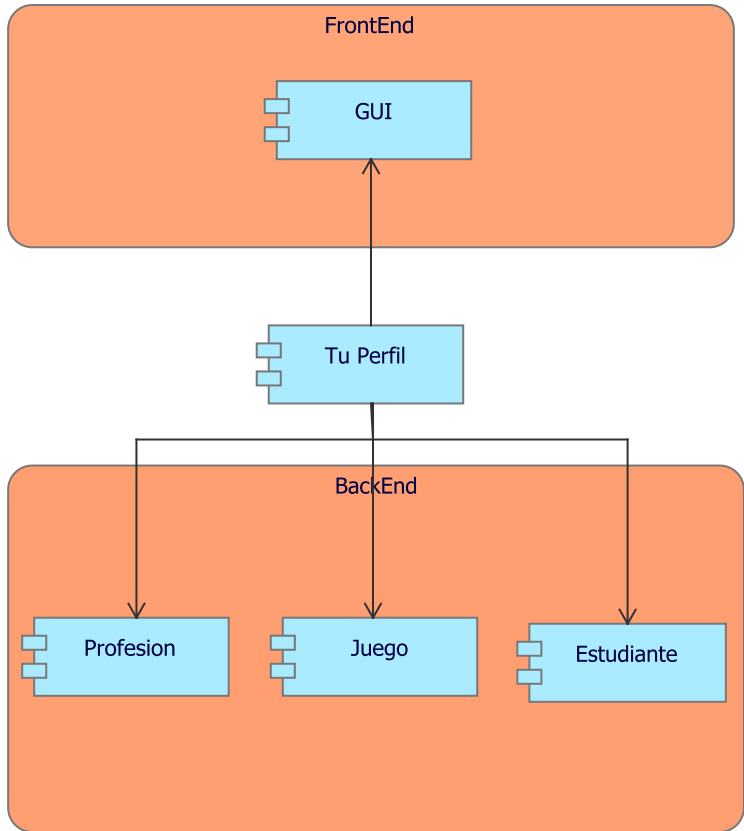 FrontEnd
GUI
Tu Perfil
BackEnd
Profesion
Juego
Estudiante